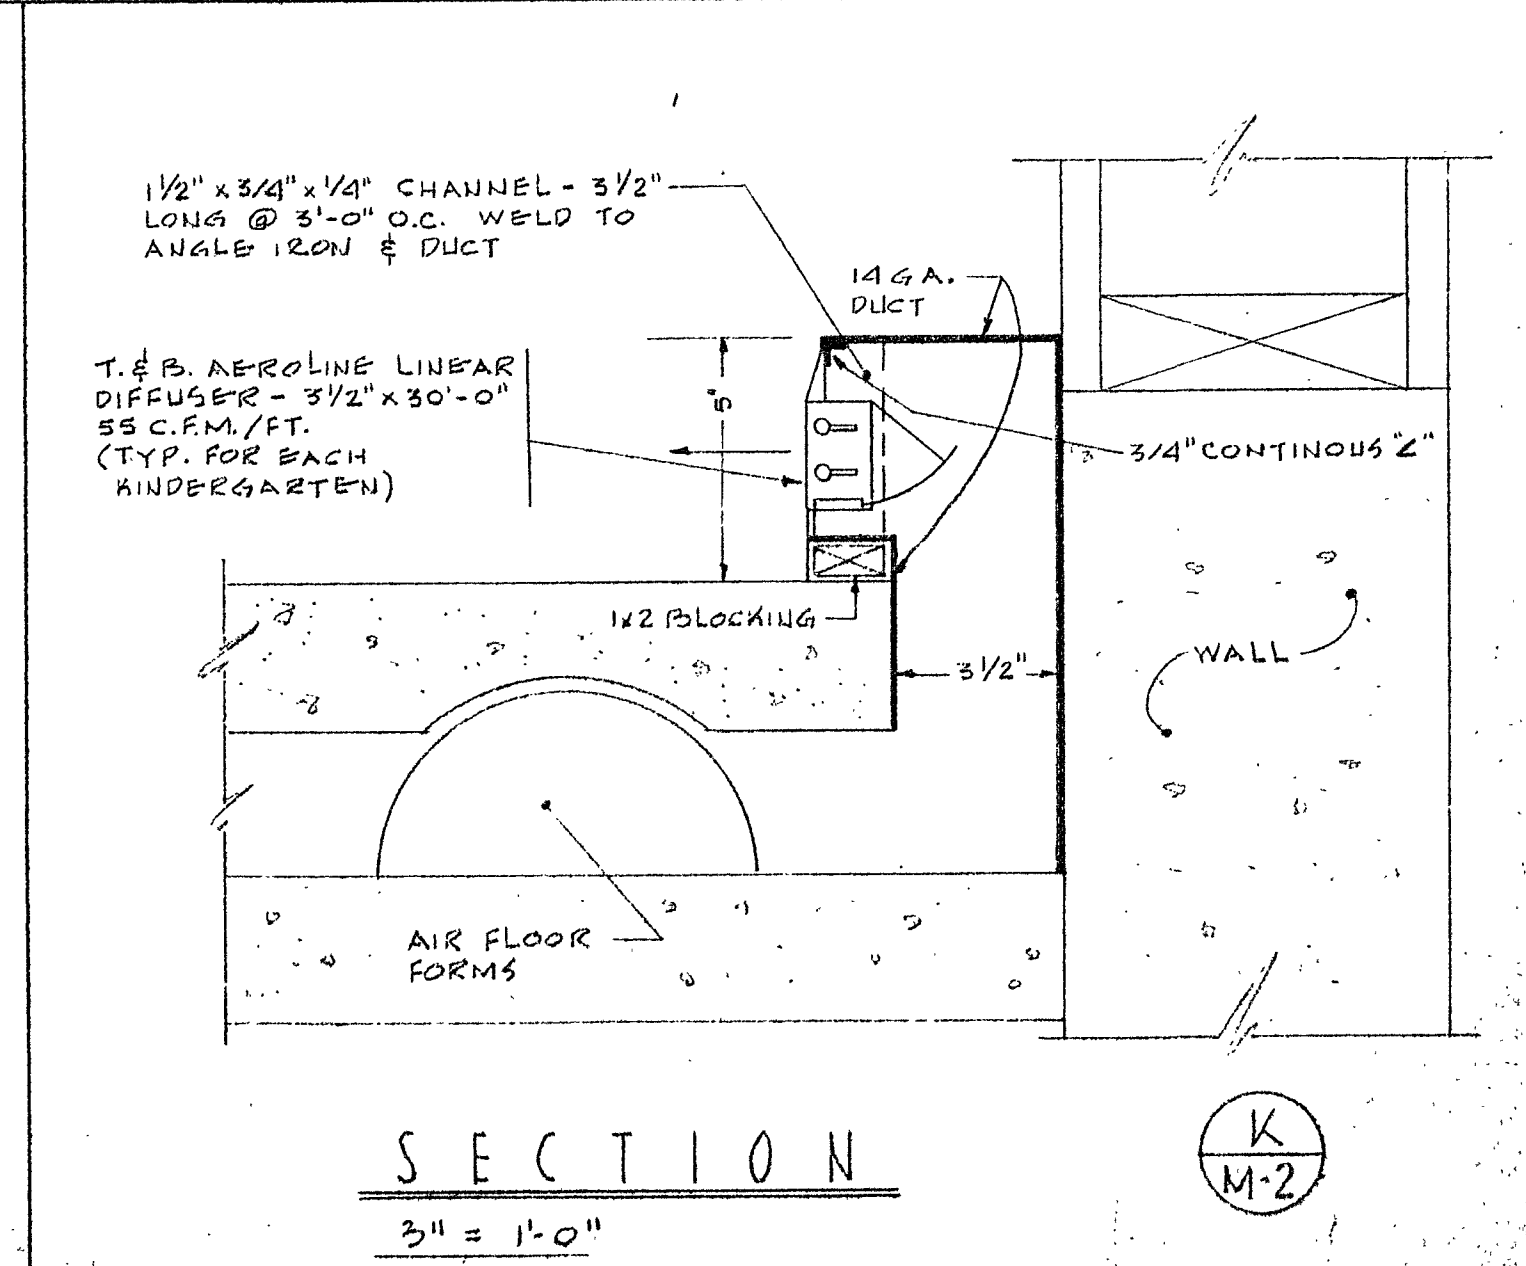 1 1/2" x 3/4" x 1/4" CHANNEL - 3 1/2"
LONG @ 3'-0" O.C. WELD TO
ANGLE IRON & DUCT
14 GA.
DUCT
T. & B. AEROLINE LINEAR
DIFFUSER - 3 1/2" x 30'-0"
55 C.F.M./FT.
(TYP. FOR EACH
KINDERGARTEN)
5"
3/4" CONTINOUS "L"
1x2 BLOCKING
3 1/2"
WALL
AIR FLOOR
FORMS
SECTION
3" = 1'-0"
K
M-2